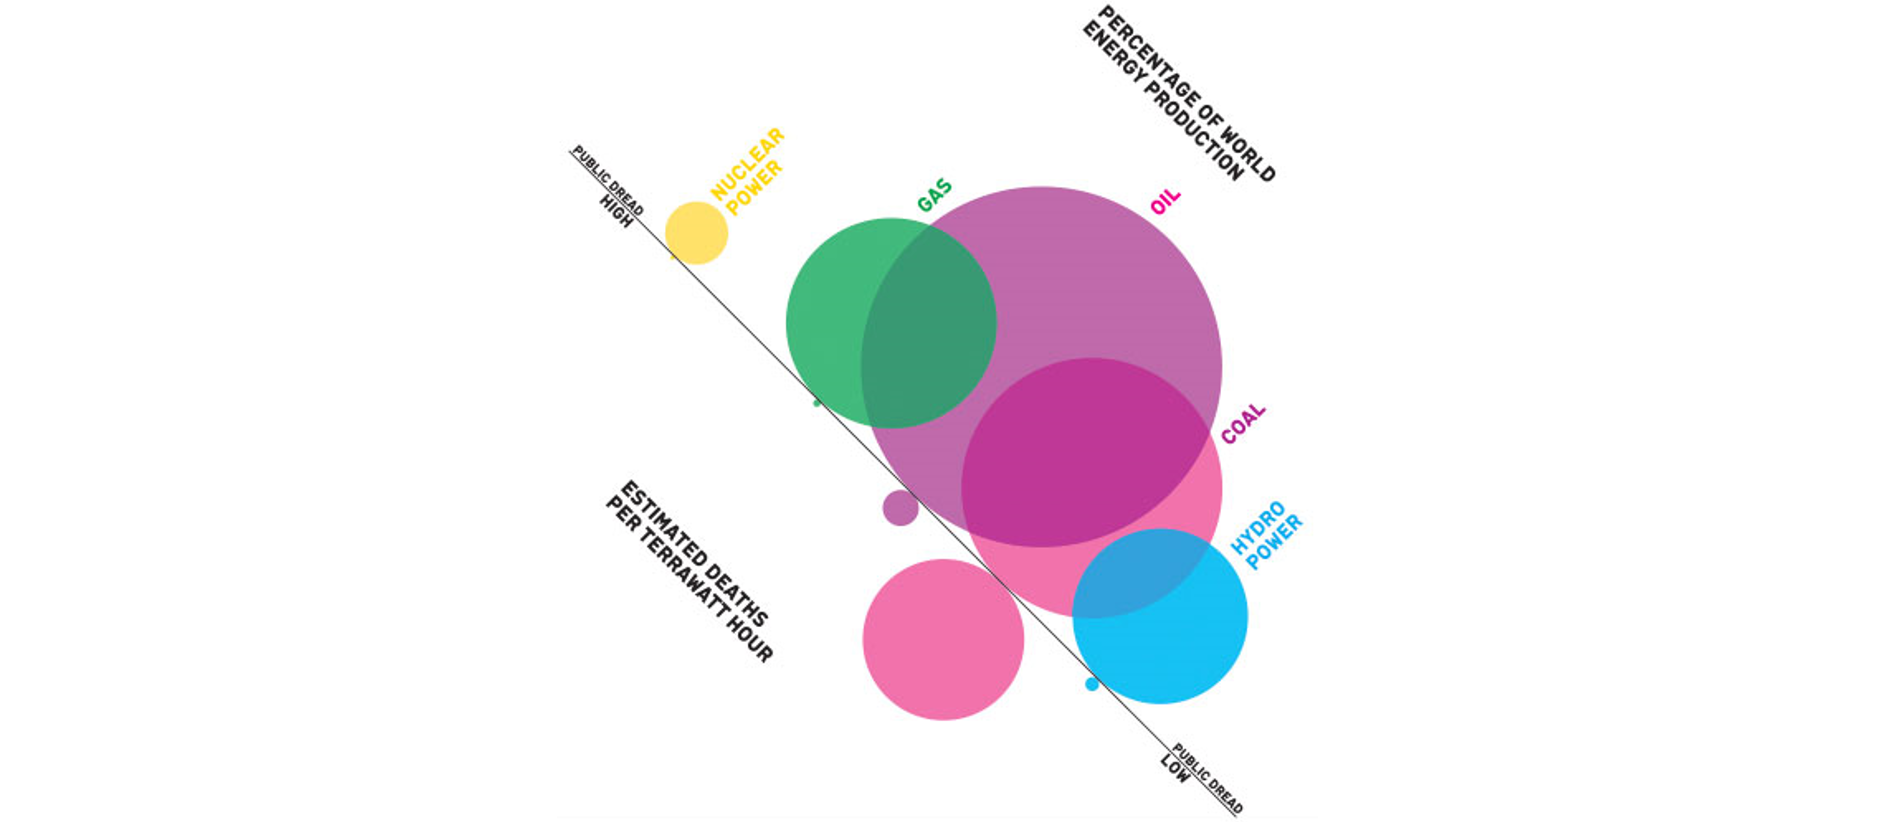 PERCENTAGE OF WORLD
ENERGY PRODUCTION
NUCLEAR
POWER
PUBLIC DREAD
HIGH
GAS
OIL
COAL
HYDRO
POWER
ESTIMATED DEATHS
PER TERRAWATT HOUR
PUBLIC DREAD
LOW